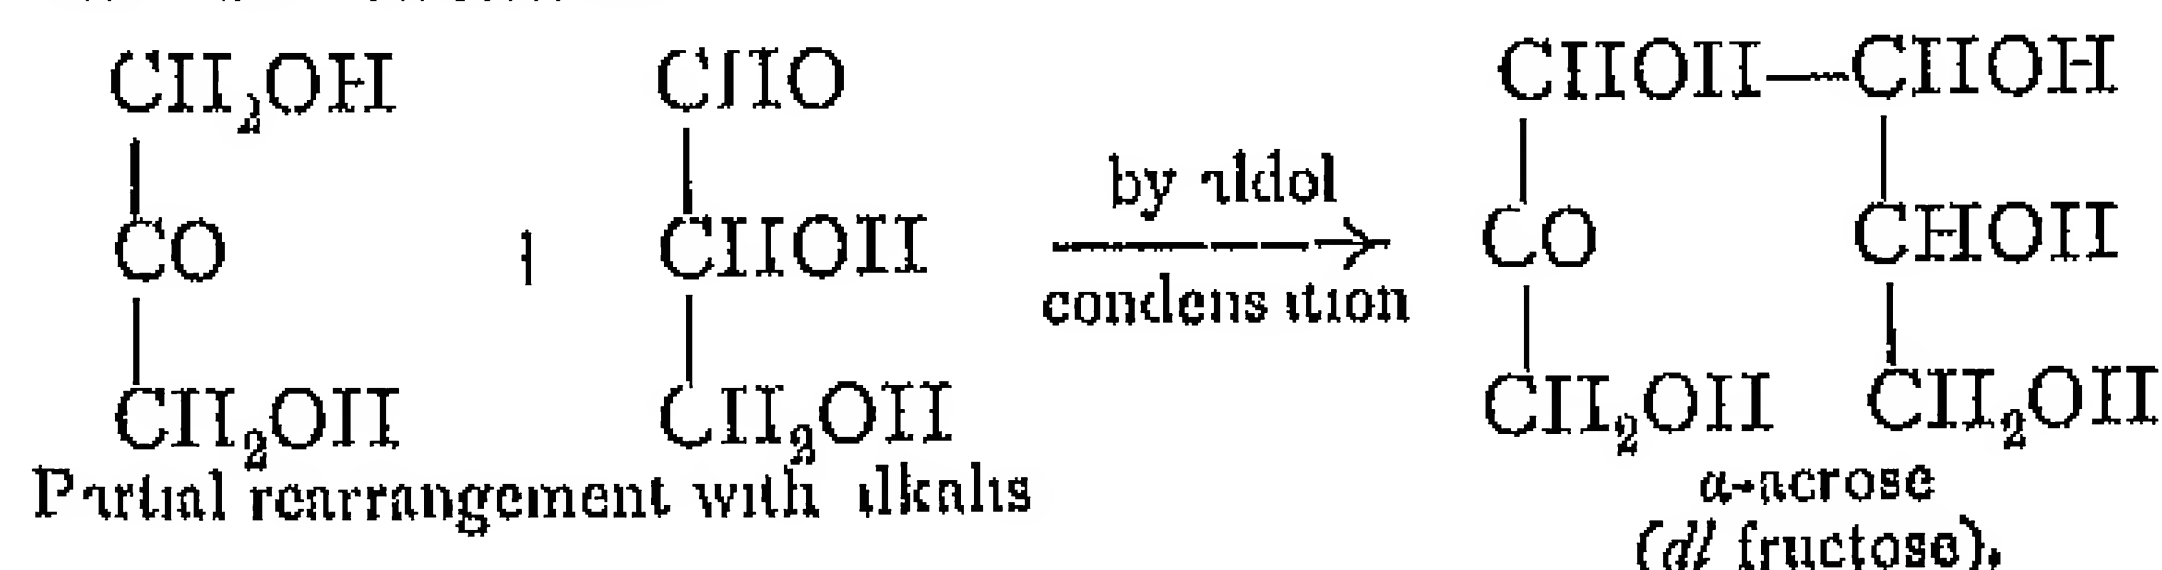 CH₂OH CHO CHOH—CHOH
by aldol
CO + CHOH CO CHOH
condensation
CH₂OH CH₂OH CH₂OH CH₂OH
Partial rearrangement with alkalis α-acrose
(dl fructose).